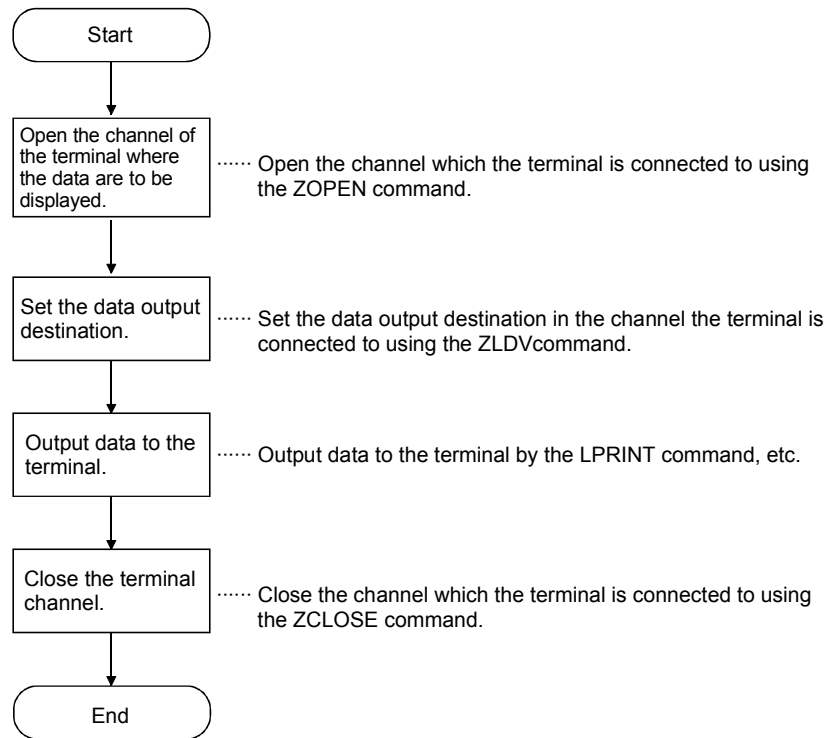 Start
Open the channel of
the terminal where
the data are to be
displayed.
...... Open the channel which the terminal is connected to using
the ZOPEN command.
Set the data output
destination.
...... Set the data output destination in the channel the terminal is
connected to using the ZLDVcommand.
Output data to the
terminal.
...... Output data to the terminal by the LPRINT command, etc.
Close the terminal
channel.
...... Close the channel which the terminal is connected to using
the ZCLOSE command.
End